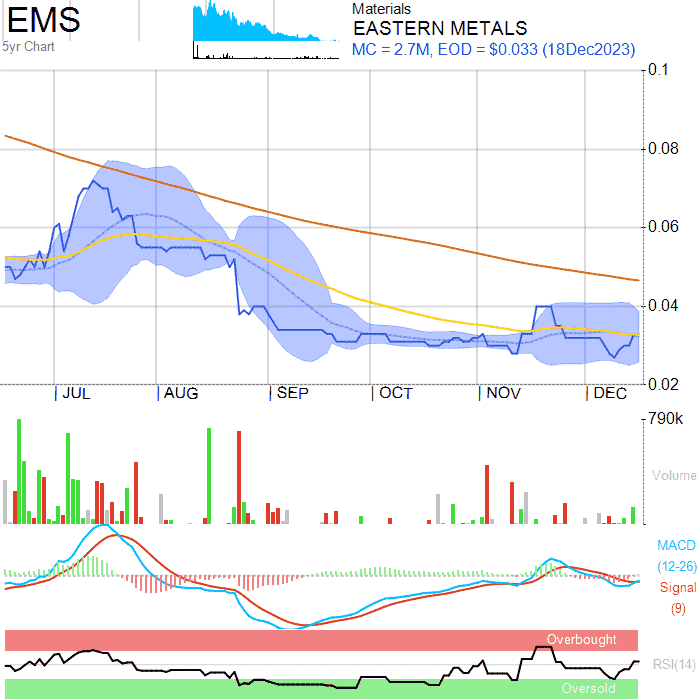 EMS
5yr Chart
Materials
EASTERN METALS
MC = 2.7M, EOD = $0.033 (18Dec2023)
0.1
0.08
0.06
0.04
0.02
JUL AUG SEP OCT NOV DEC
790k
Volume
MACD
(12-26)
Signal
(9)
Overbought
RSI(14)
Oversold